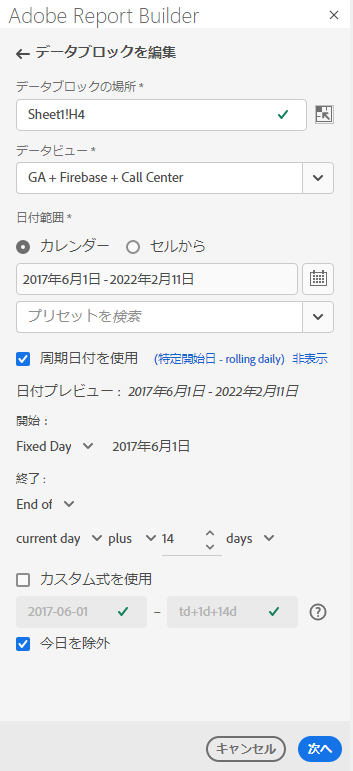 Adobe Report Builder
データブロックを編集
データブロックの場所 *
Sheet1!H4
データビュー *
GA + Firebase + Call Center
日付範囲 *
カレンダー セルから
2017年6月1日 - 2022年2月11日
プリセットを検索
周期日付を使用 (特定開始日 - rolling daily) 非表示
日付プレビュー : 2017年6月1日 - 2022年2月11日
開始 :
Fixed Day 2017年6月1日
終了 :
End of
current day plus 14 days
カスタム式を使用
2017-06-01 – td+1d+14d
今日を除外
キャンセル 次へ